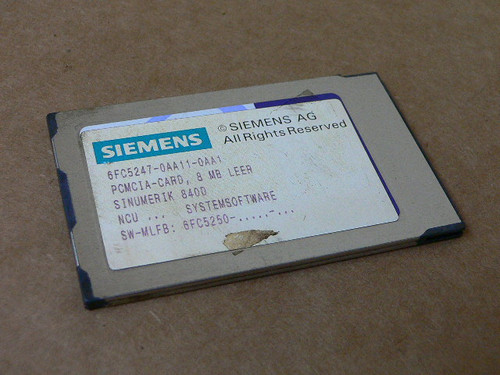 SIEMENS
©SIEMENS AG
All Rights Reserved
6FC5247-0AA11-0AA1
PCMCIA-CARD, 8 MB LEER
SINUMERIK 840D
NCU ... SYSTEMSOFTWARE
SW-MLFB: 6FC5250-.....-...